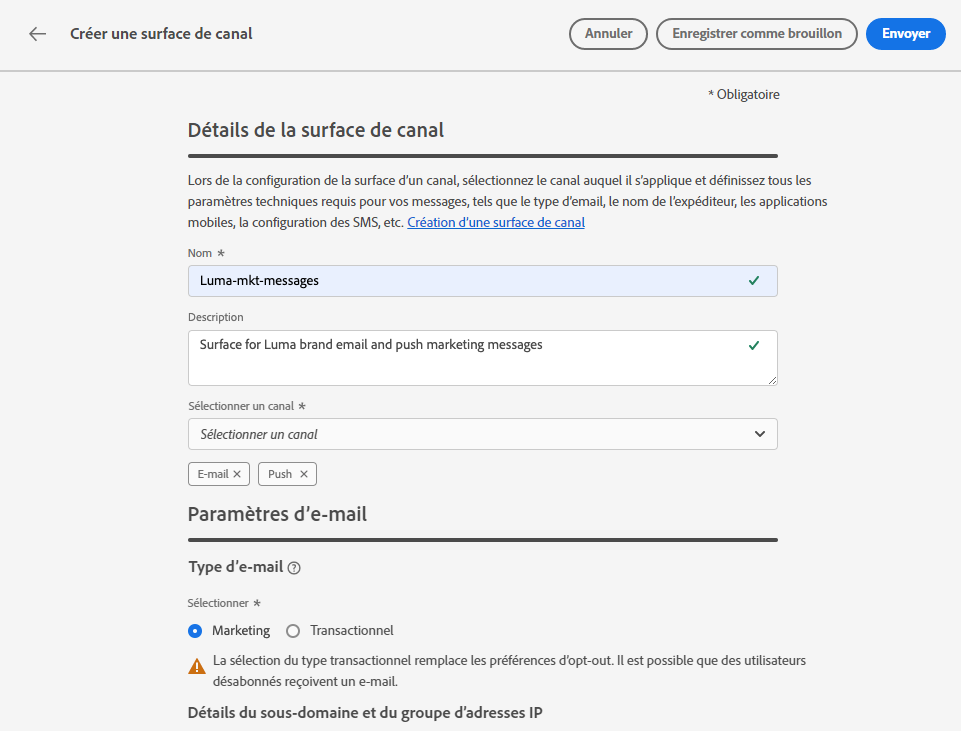 Créer une surface de canal
Annuler
Enregistrer comme brouillon
Envoyer
* Obligatoire
Détails de la surface de canal
Lors de la configuration de la surface d'un canal, sélectionnez le canal auquel il s'applique et définissez tous les
paramètres techniques requis pour vos messages, tels que le type d'email, le nom de l'expéditeur, les applications
mobiles, la configuration des SMS, etc. Création d'une surface de canal
Nom *
Luma-mkt-messages
Description
Surface for Luma brand email and push marketing messages
Sélectionner un canal *
Sélectionner un canal
E-mail ×
Push ×
Paramètres d'e-mail
Type d'e-mail ?
Sélectionner *
Marketing
Transactionnel
La sélection du type transactionnel remplace les préférences d'opt-out. Il est possible que des utilisateurs
désabonnés reçoivent un e-mail.
Détails du sous-domaine et du groupe d'adresses IP